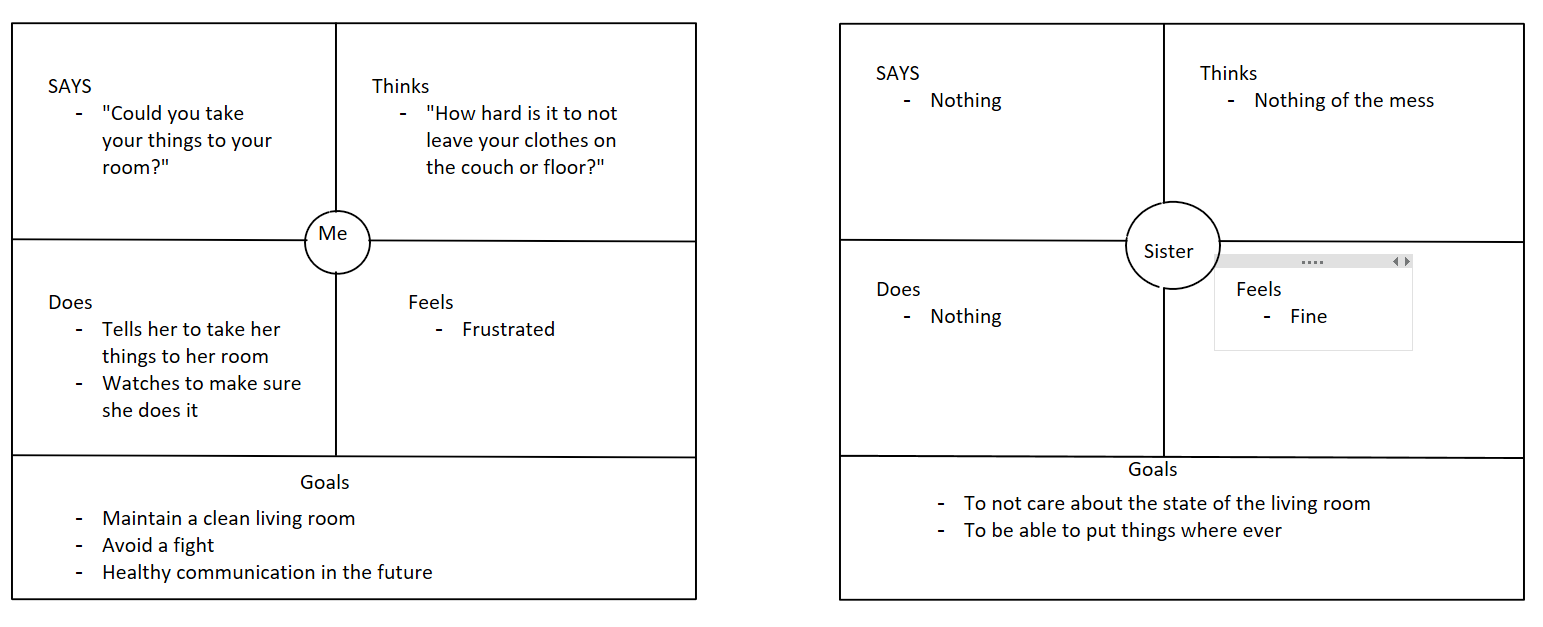 SAYS
- "Could you take
your things to your
room?"
Thinks
- "How hard is it to not
leave your clothes on
the couch or floor?"
Me
Does
- Tells her to take her
things to her room
- Watches to make sure
she does it
Feels
- Frustrated
Goals
- Maintain a clean living room
- Avoid a fight
- Healthy communication in the future
SAYS
- Nothing
Thinks
- Nothing of the mess
Sister
Does
- Nothing
Feels
- Fine
Goals
- To not care about the state of the living room
- To be able to put things where ever